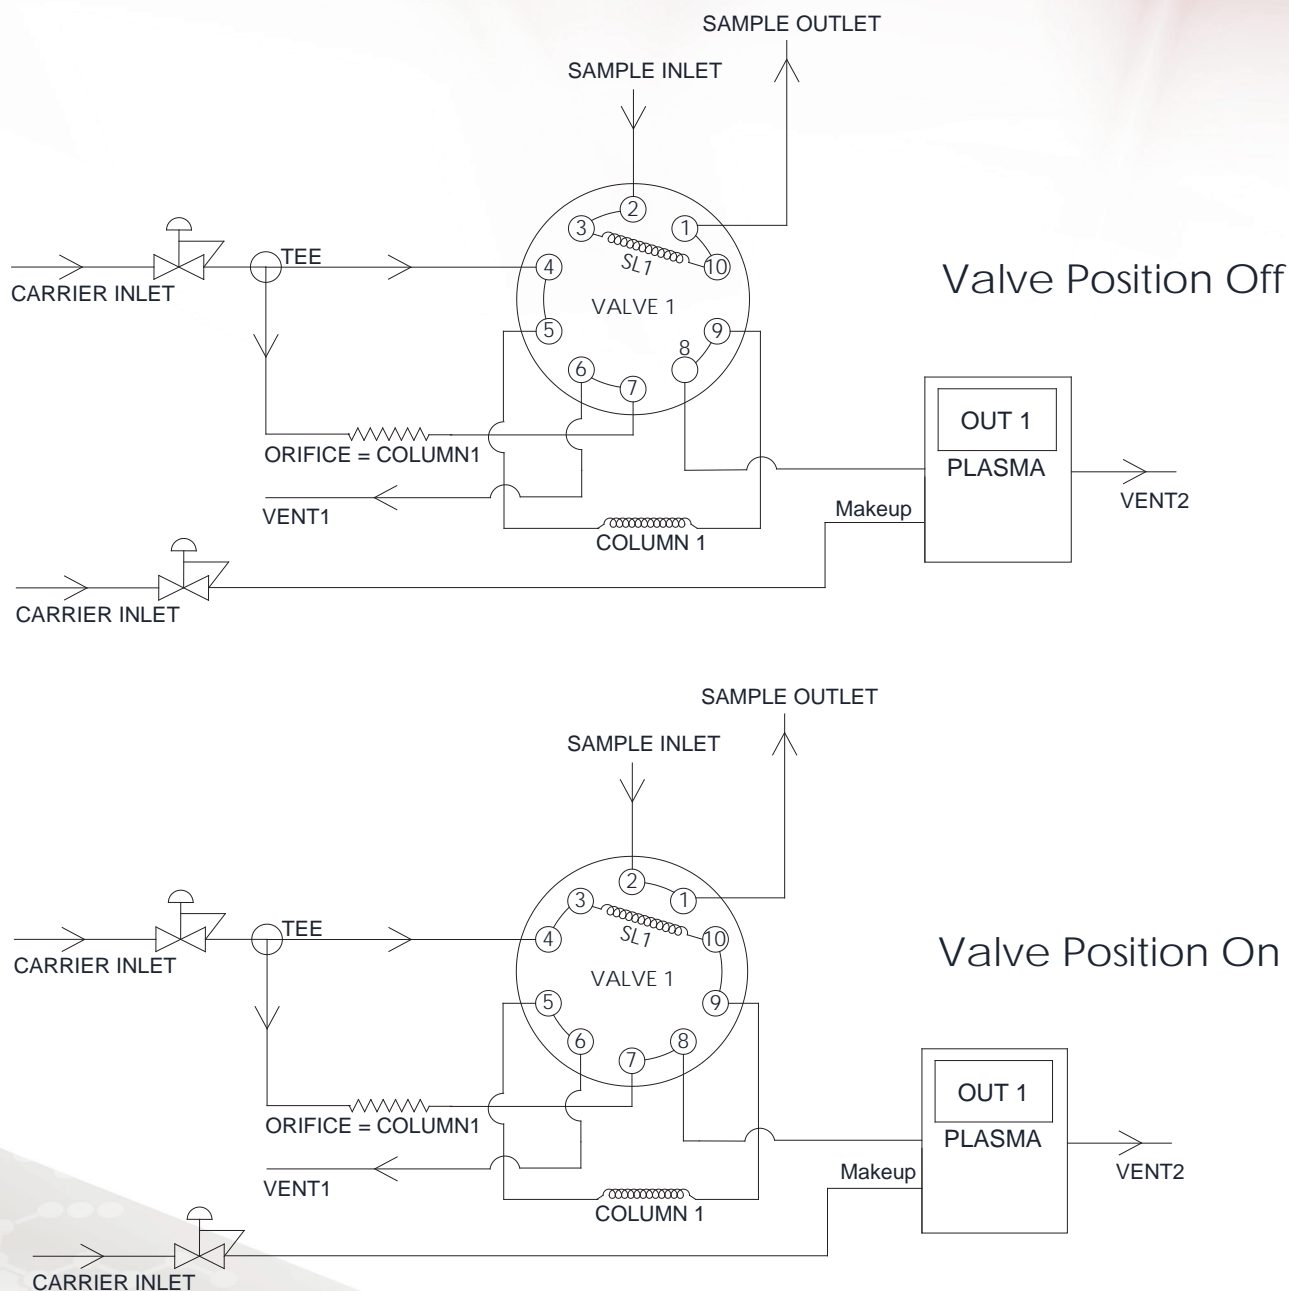 SAMPLE OUTLET
SAMPLE INLET
2
3
1
SL1
10
TEE
4
CARRIER INLET
Valve Position Off
VALVE 1
5
9
8
6
7
OUT 1
ORIFICE = COLUMN1
PLASMA
VENT1
Makeup
VENT2
COLUMN 1
CARRIER INLET
SAMPLE OUTLET
SAMPLE INLET
2
3
1
SL1
10
TEE
4
CARRIER INLET
Valve Position On
VALVE 1
5
9
6
8
7
OUT 1
ORIFICE = COLUMN1
PLASMA
VENT1
Makeup
VENT2
COLUMN 1
CARRIER INLET